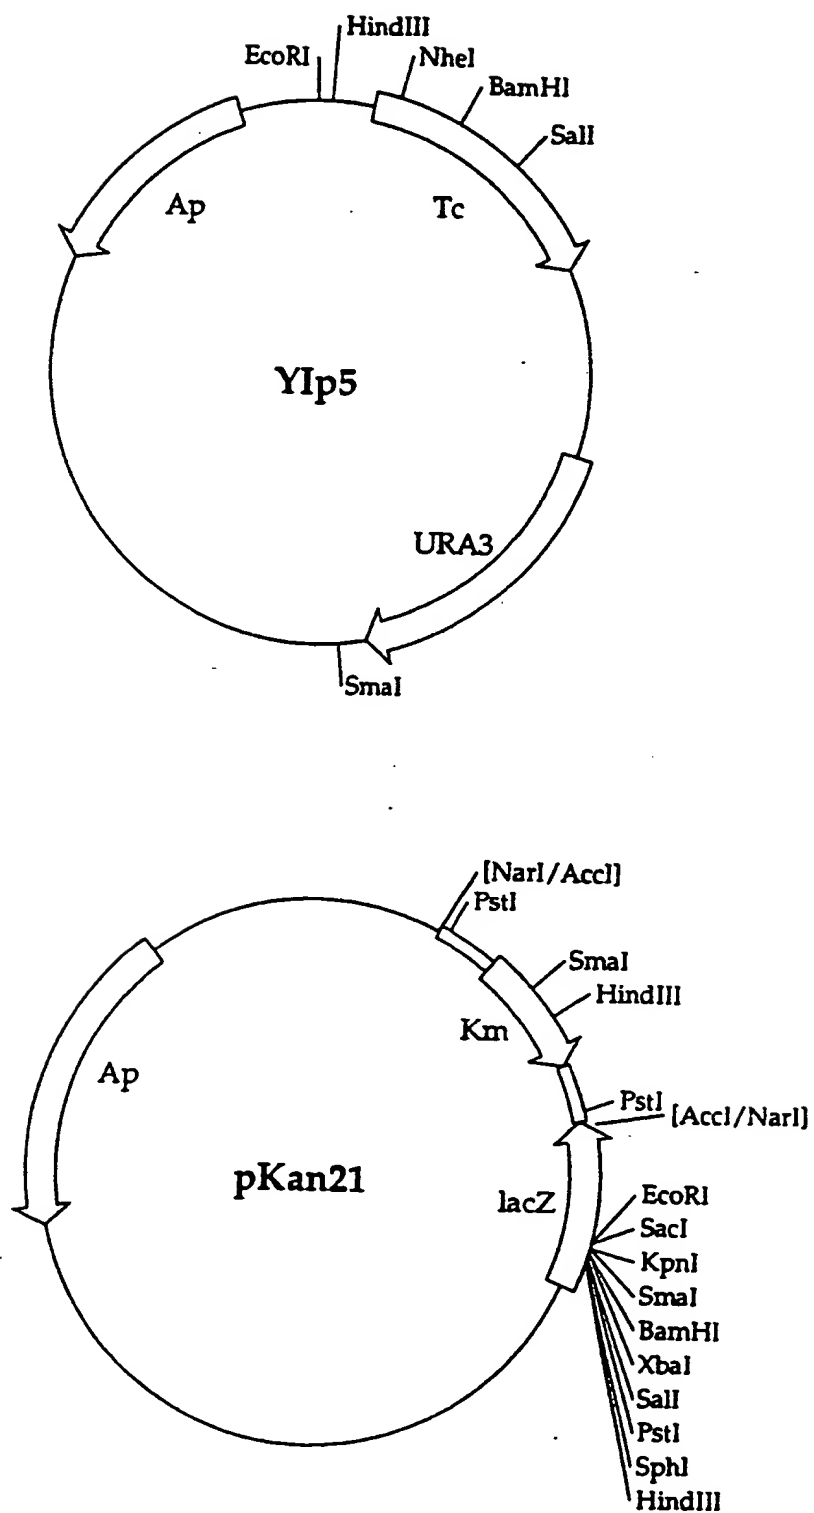 HindIII
EcoRI
NheI
BamHI
SalI
Ap
Tc
YIp5
URA3
SmaI
[NarI/AccI]
PstI
SmaI
HindIII
Km
Ap
PstI
[AccI/NarI]
pKan21
lacZ
EcoRI
SacI
KpnI
SmaI
BamHI
XbaI
SalI
PstI
SphI
HindIII